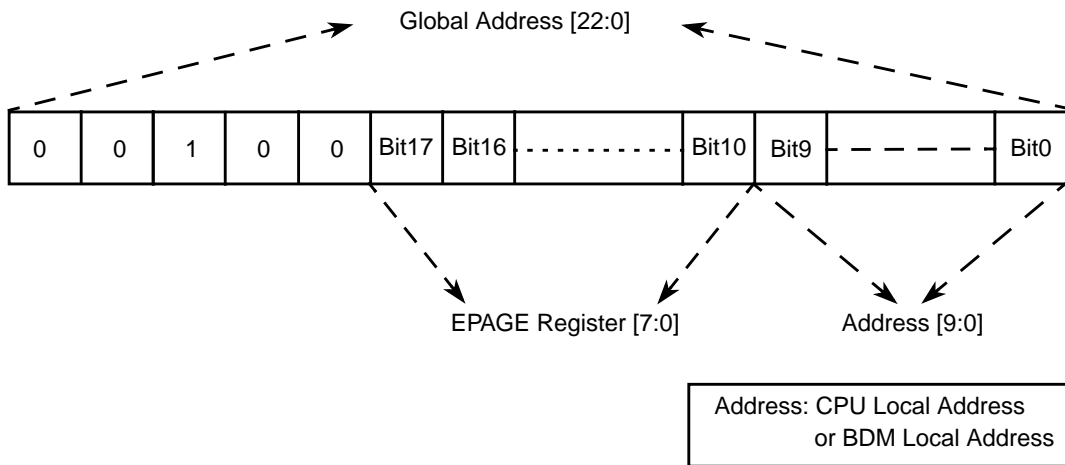 Global Address [22:0]
0 0 1 0 0 Bit17 Bit16 Bit10 Bit9 Bit0
EPAGE Register [7:0] Address [9:0]
Address: CPU Local Address
or BDM Local Address